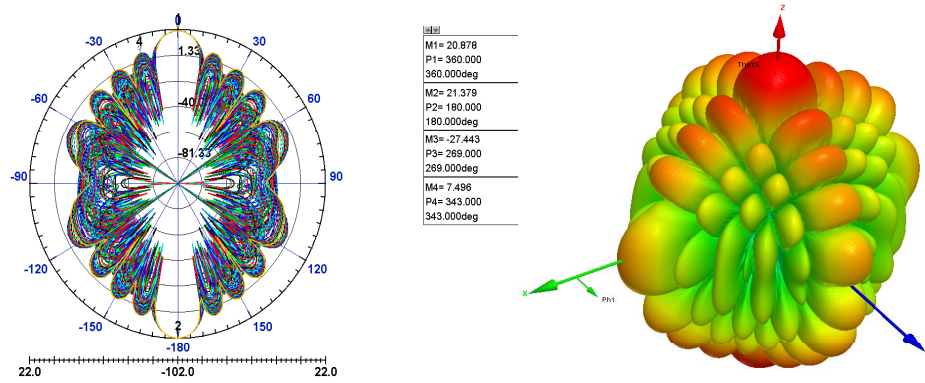 0
-30
4
30
1.33
-60
60
-40.0
-81.33
-90
90
-120
120
-150
2
150
-180
22.0
-102.0
22.0
M1= 20.878
P1= 360.000
360.000deg
M2= 21.379
P2= 180.000
180.000deg
M3= -27.443
P3= 269.000
269.000deg
M4= 7.496
P4= 343.000
343.000deg
Z
Theta
X
Phi